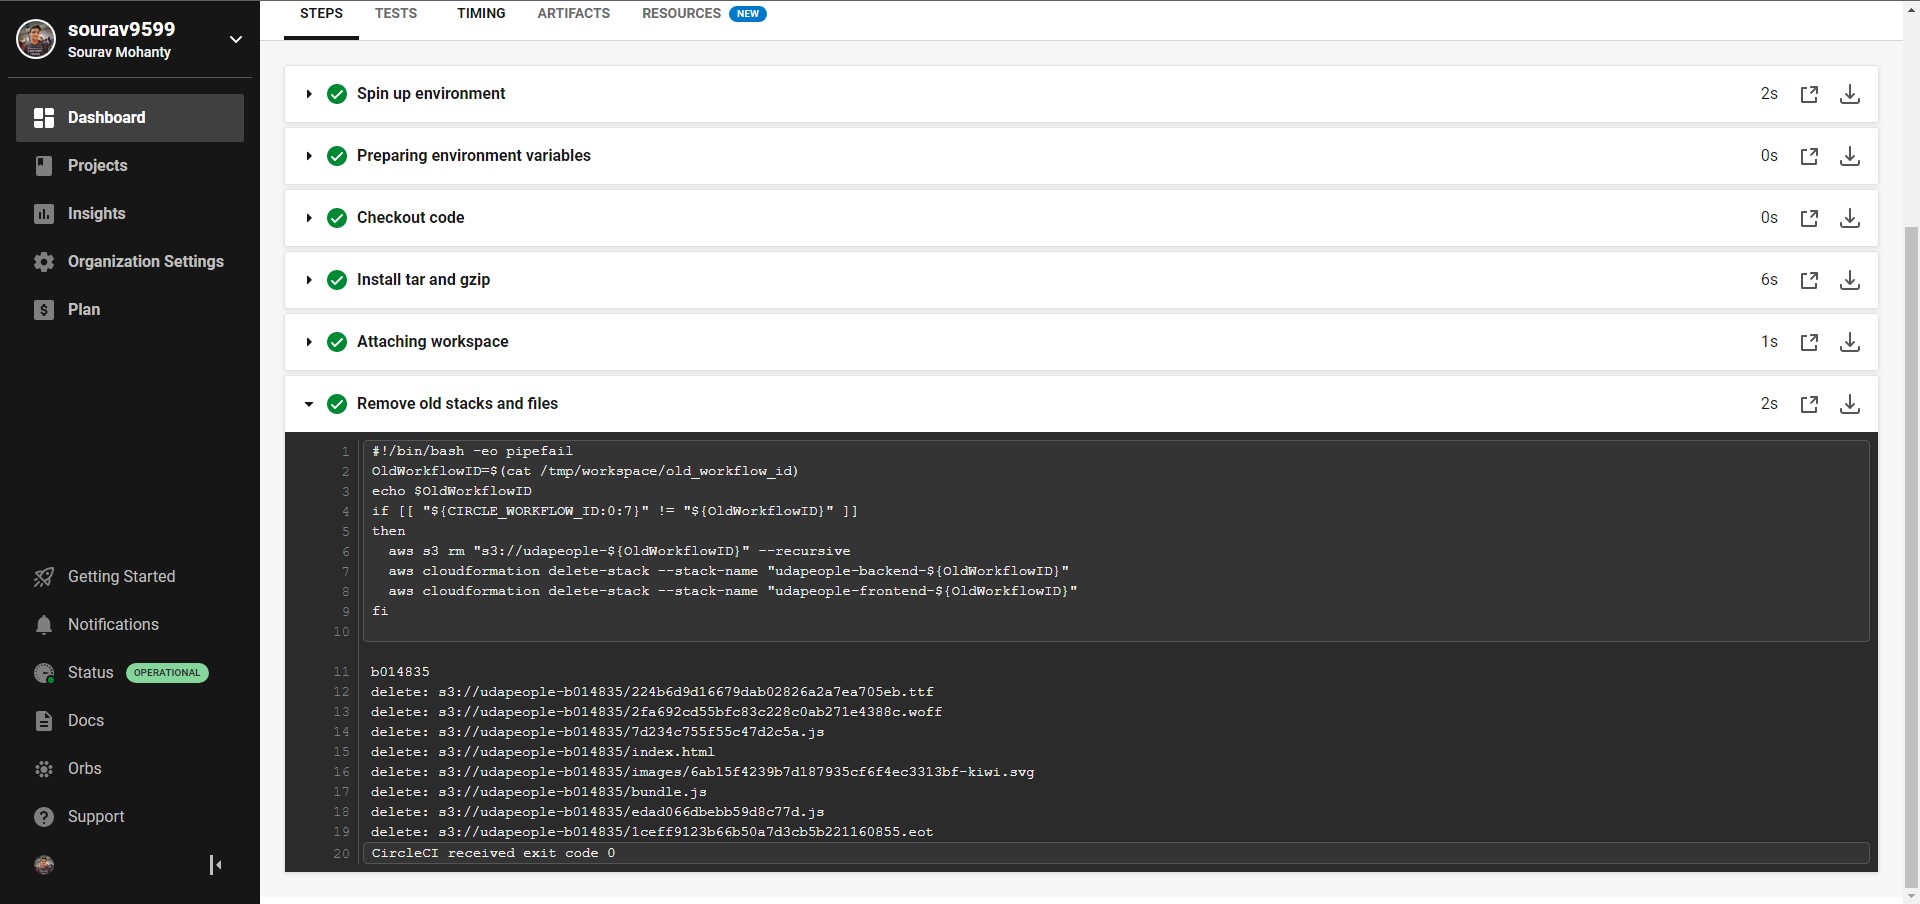 sourav9599
Sourav Mohanty
Dashboard
Projects
Insights
Organization Settings
Plan
Getting Started
Notifications
Status OPERATIONAL
Docs
Orbs
Support
STEPS TESTS TIMING ARTIFACTS RESOURCES NEW
Spin up environment 2s
Preparing environment variables 0s
Checkout code 0s
Install tar and gzip 6s
Attaching workspace 1s
Remove old stacks and files 2s
1 #!/bin/bash -eo pipefail
2 OldWorkflowID=$(cat /tmp/workspace/old_workflow_id)
3 echo $OldWorkflowID
4 if [[ "${CIRCLE_WORKFLOW_ID:0:7}" != "${OldWorkflowID}" ]]
5 then
6   aws s3 rm "s3://udapeople-${OldWorkflowID}" --recursive
7   aws cloudformation delete-stack --stack-name "udapeople-backend-${OldWorkflowID}"
8   aws cloudformation delete-stack --stack-name "udapeople-frontend-${OldWorkflowID}"
9 fi
10
11 b014835
12 delete: s3://udapeople-b014835/224b6d9d16679dab02826a2a7ea705eb.ttf
13 delete: s3://udapeople-b014835/2fa692cd55bfc83c228c0ab271e4388c.woff
14 delete: s3://udapeople-b014835/7d234c755f55c47d2c5a.js
15 delete: s3://udapeople-b014835/index.html
16 delete: s3://udapeople-b014835/images/6ab15f4239b7d187935cf6f4ec3313bf-kiwi.svg
17 delete: s3://udapeople-b014835/bundle.js
18 delete: s3://udapeople-b014835/edad066dbebb59d8c77d.js
19 delete: s3://udapeople-b014835/1ceff9123b66b50a7d3cb5b221160855.eot
20 CircleCI received exit code 0